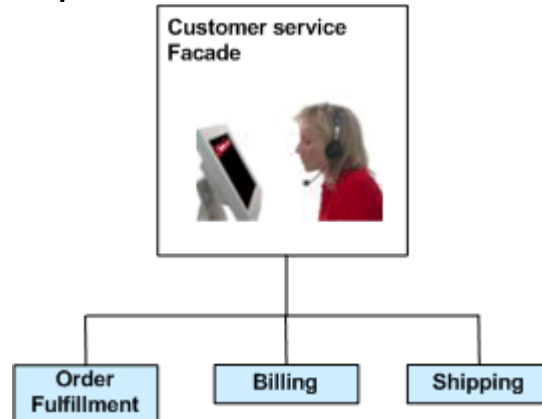 Customer service
Facade
Order
Fulfillment
Billing
Shipping